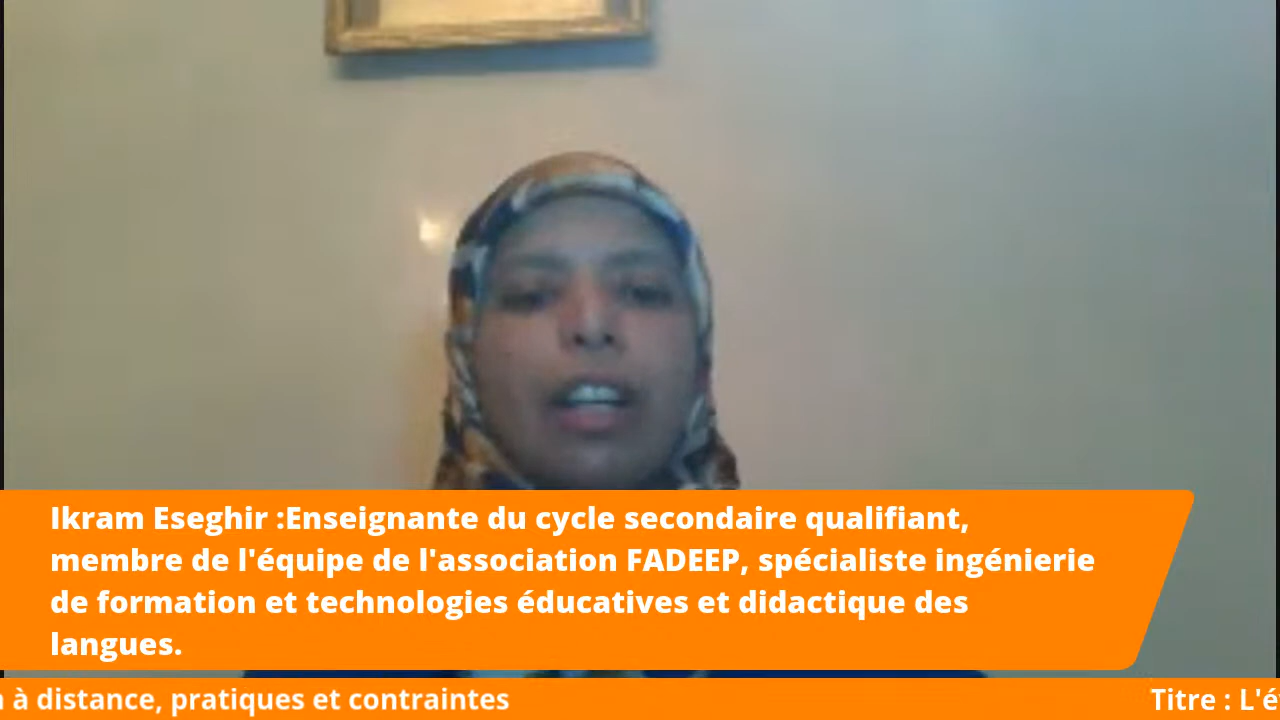 Ikram Eseghir :Enseignante du cycle secondaire qualifiant,
membre de l'équipe de l'association FADEEP, spécialiste ingénierie
de formation et technologies éducatives et didactique des
langues.
à distance, pratiques et contraintes
Titre :